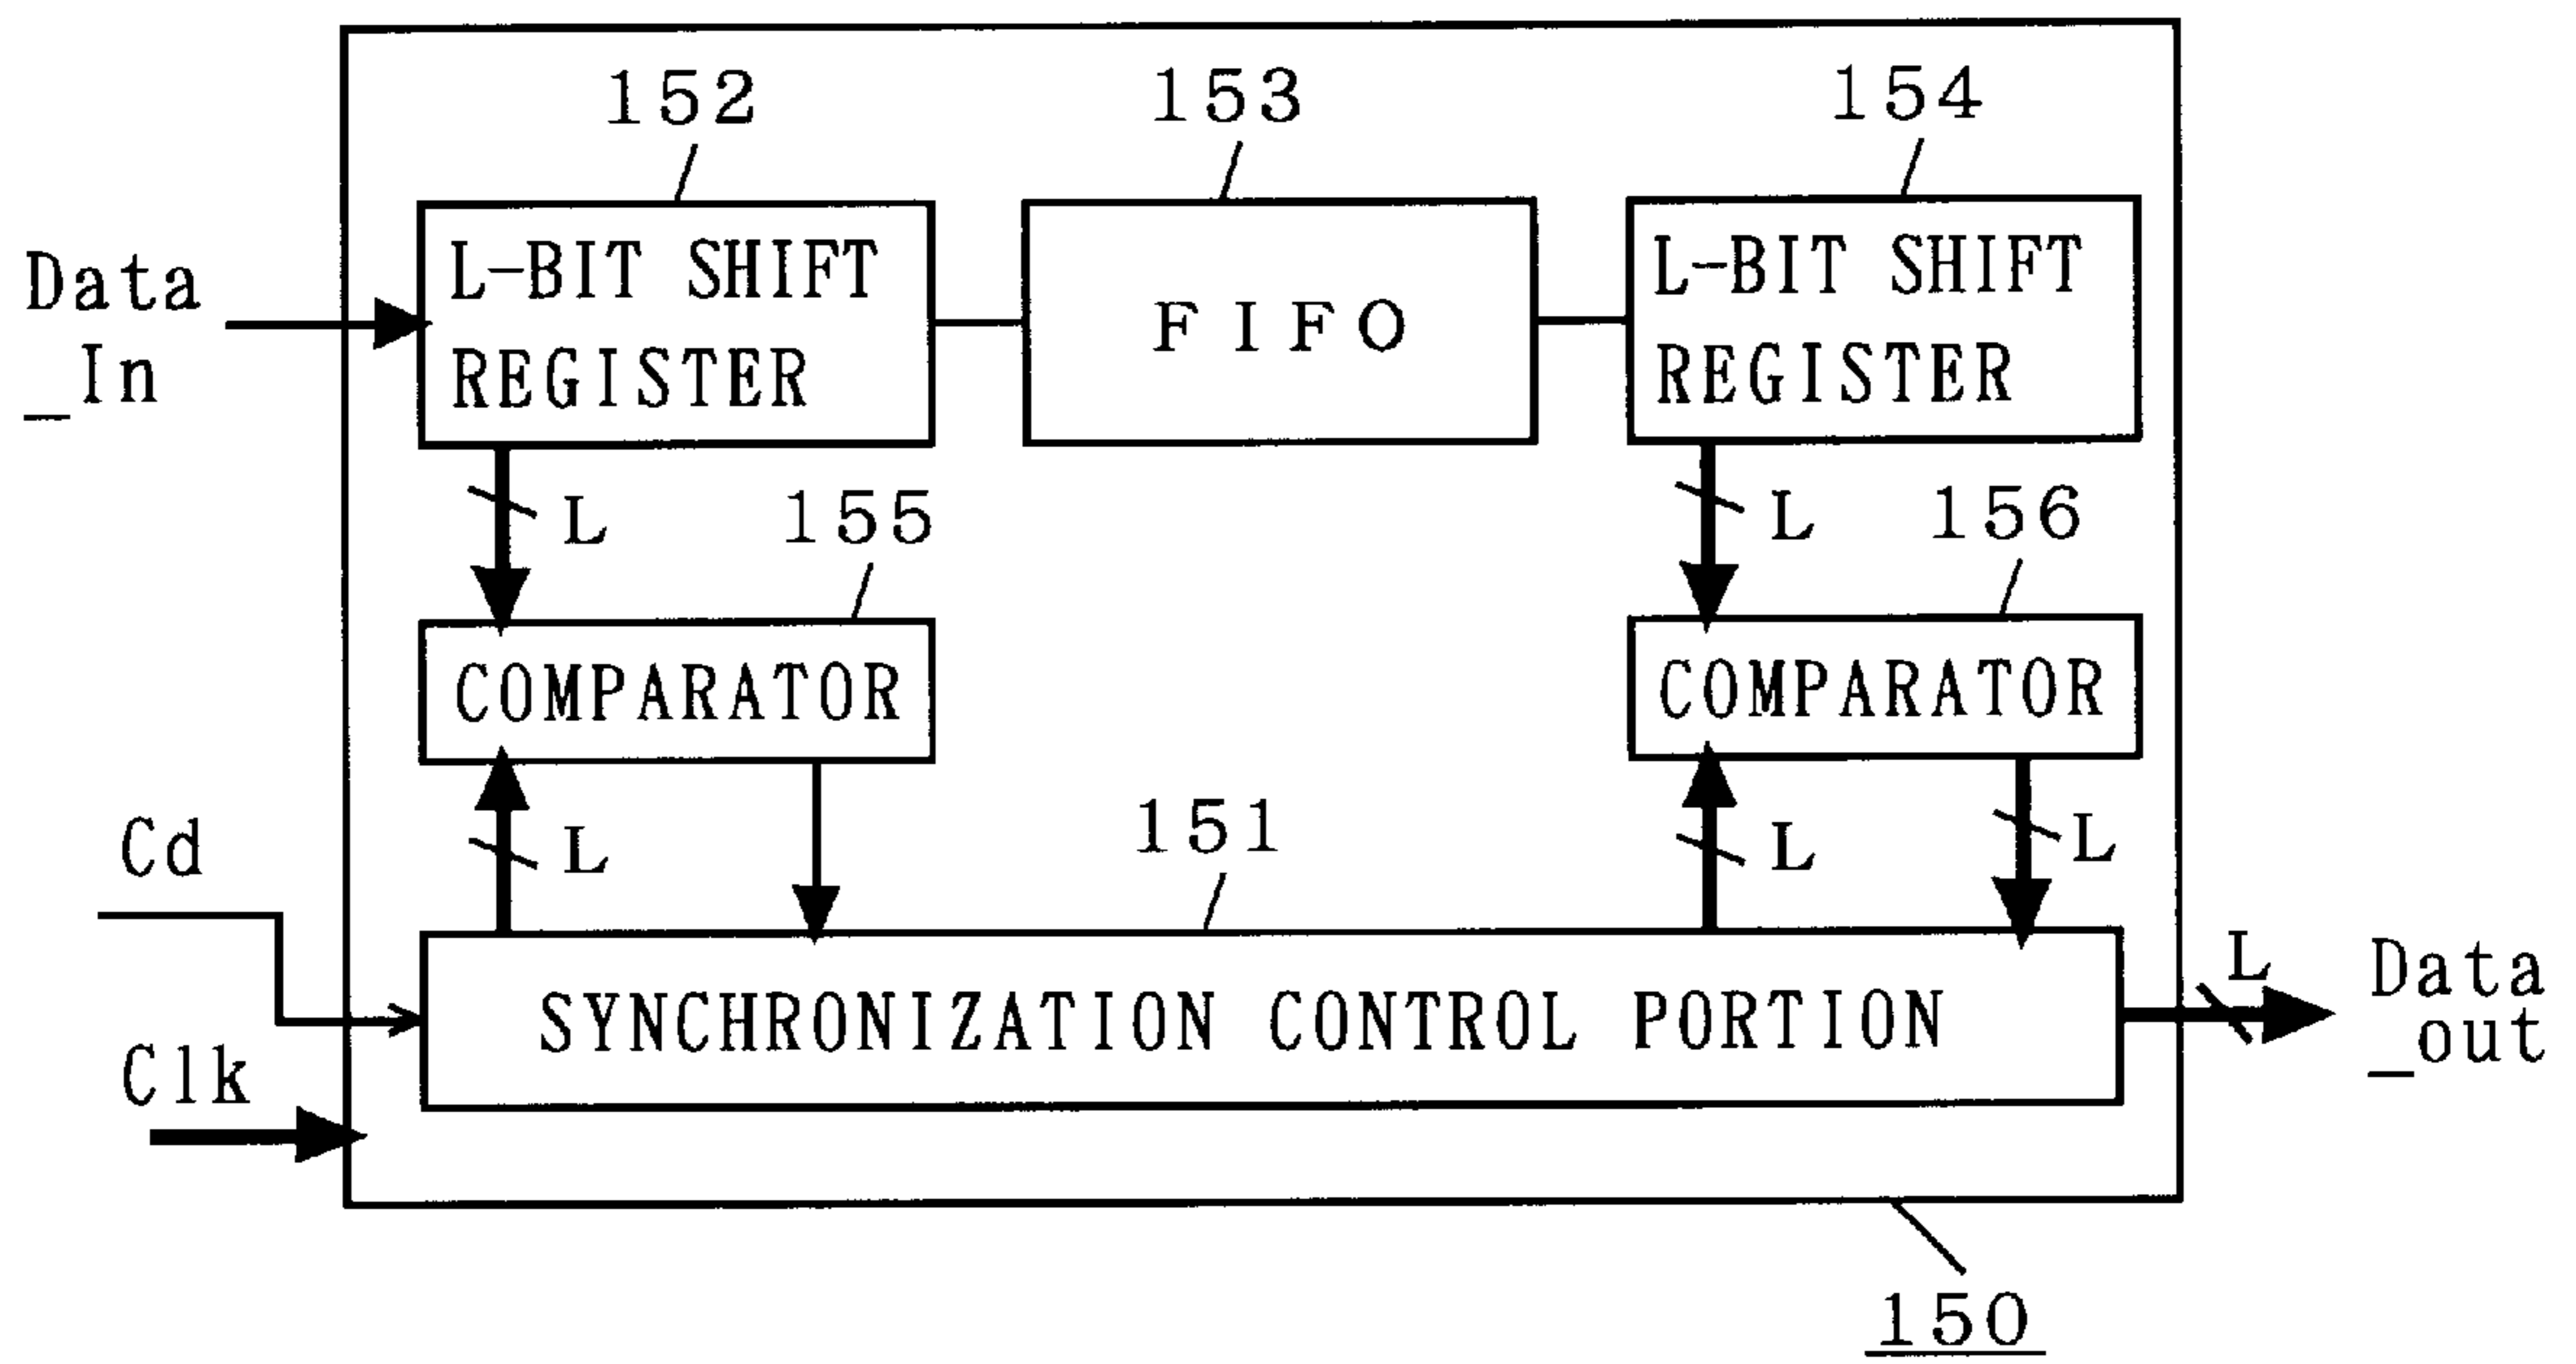 152
153
154
Data
_In
L-BIT SHIFT
REGISTER
FIFO
L-BIT SHIFT
REGISTER
L
L
155
156
COMPARATOR
COMPARATOR
Cd
L
151
L
L
Clk
SYNCHRONIZATION CONTROL PORTION
L
Data
_out
150